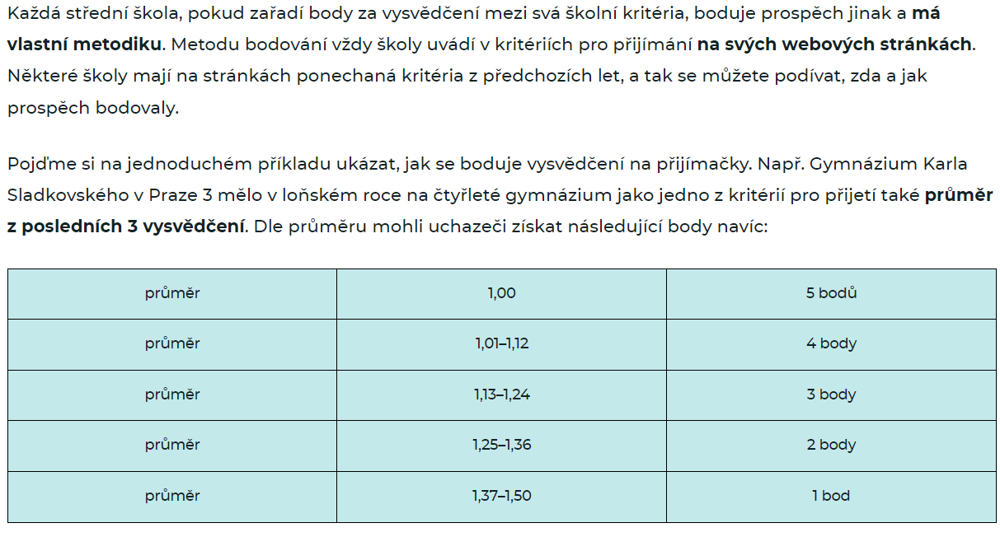 Každá střední škola, pokud zařadí body za vysvědčení mezi svá školní kritéria, boduje prospěch jinak a má
vlastní metodiku. Metodu bodování vždy školy uvádí v kritériích pro přijímání na svých webových stránkách.
Některé školy mají na stránkách ponechaná kritéria z předchozích let, a tak se můžete podívat, zda a jak
prospěch bodovaly.
Pojďme si na jednoduchém příkladu ukázat, jak se boduje vysvědčení na přijímačky. Např. Gymnázium Karla
Sladkovského v Praze 3 mělo v loňském roce na čtyřleté gymnázium jako jedno z kritérií pro přijetí také průměr
z posledních 3 vysvědčení. Dle průměru mohli uchazeči získat následující body navíc:
průměr 1,00 5 bodů
průměr 1,01–1,12 4 body
průměr 1,13–1,24 3 body
průměr 1,25–1,36 2 body
průměr 1,37–1,50 1 bod